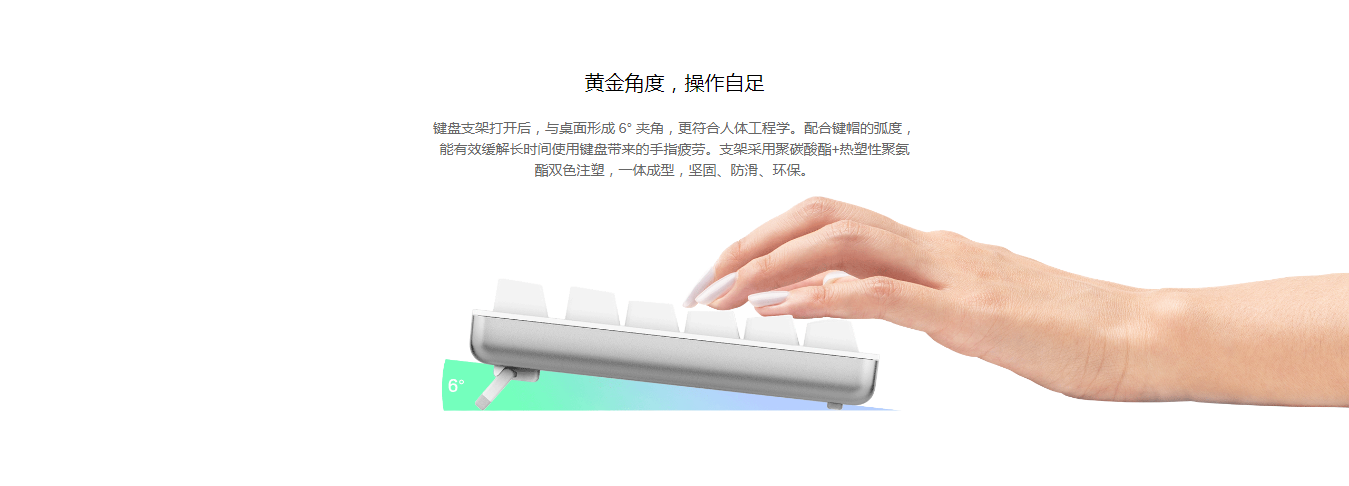 黄金角度，操作自足
键盘支架打开后，与桌面形成 6° 夹角，更符合人体工程学。配合键帽的弧度，
能有效缓解长时间使用键盘带来的手指疲劳。支架采用聚碳酸酯+热塑性聚氨
酯双色注塑，一体成型，坚固、防滑、环保。
6°